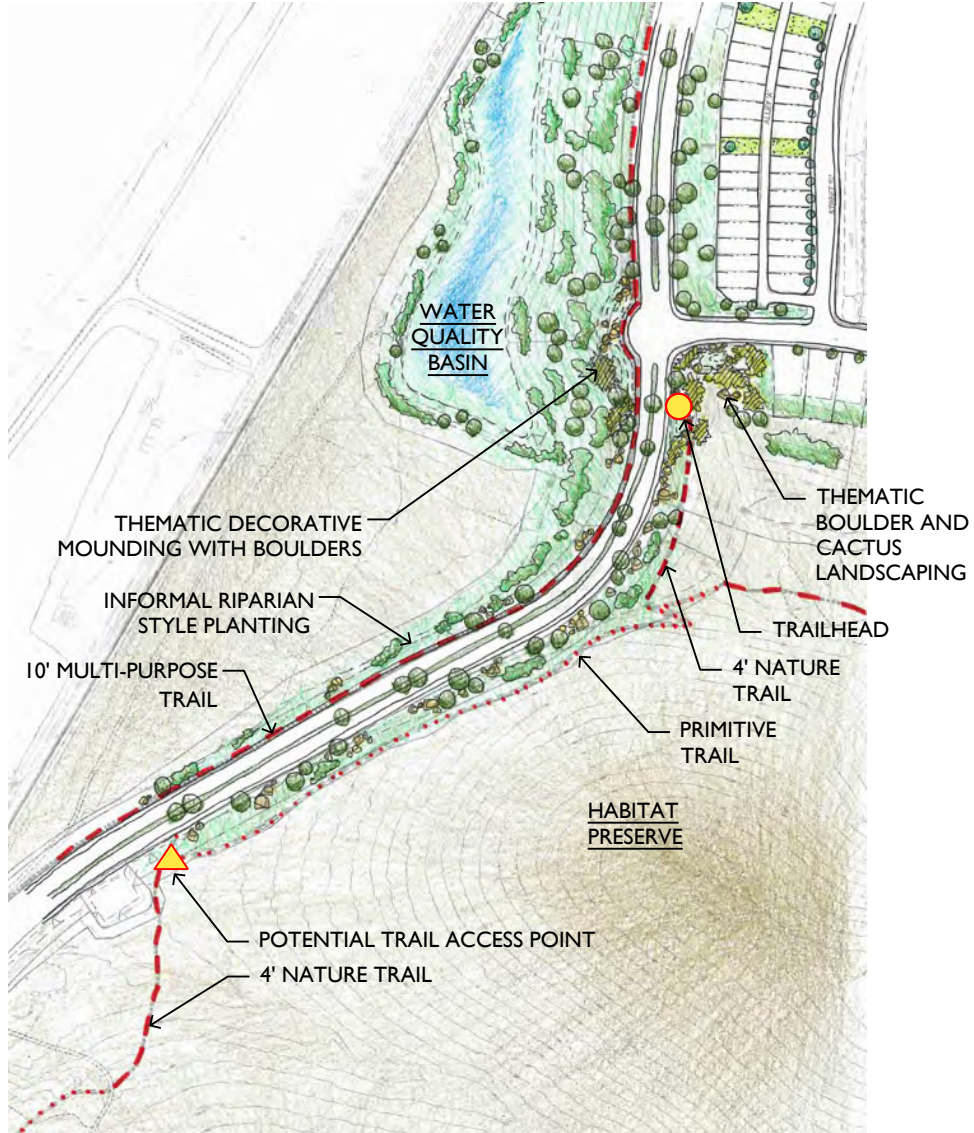 ALLEY 'A'
WATER
QUALITY
BASIN
THEMATIC DECORATIVE
MOUNDING WITH BOULDERS
THEMATIC
BOULDER AND
CACTUS
LANDSCAPING
INFORMAL RIPARIAN
STYLE PLANTING
TRAILHEAD
10' MULTI-PURPOSE
TRAIL
4' NATURE
TRAIL
PRIMITIVE
TRAIL
HABITAT
PRESERVE
POTENTIAL TRAIL ACCESS POINT
4' NATURE TRAIL